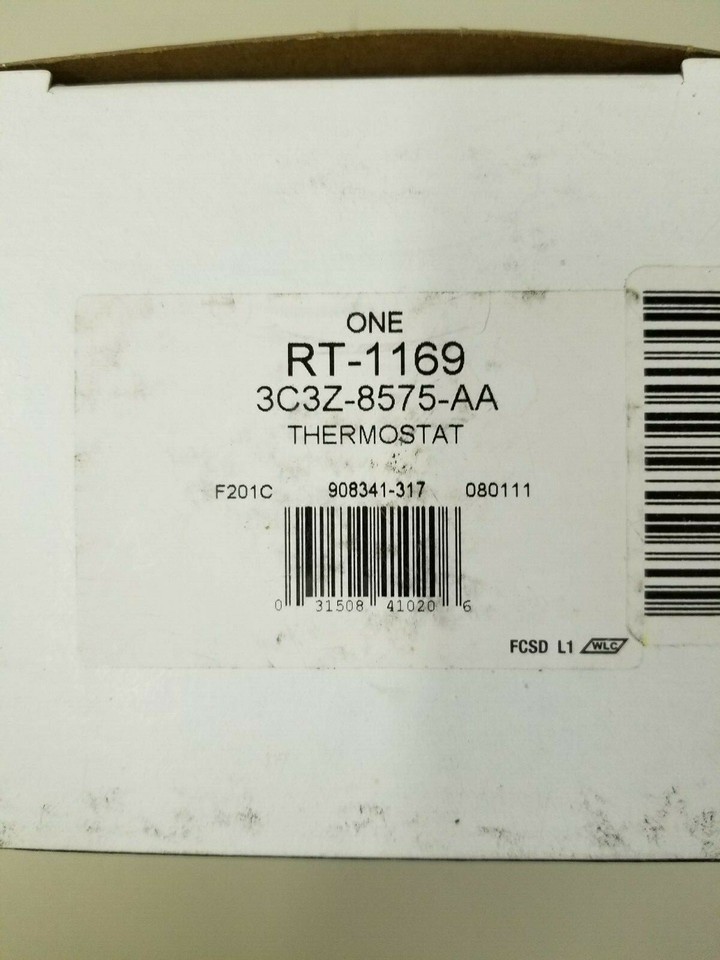 ONE
RT-1169
3C3Z-8575-AA
THERMOSTAT
F201C 908341-317 080111
0 31508 41020 6
FCSD L1 WLC